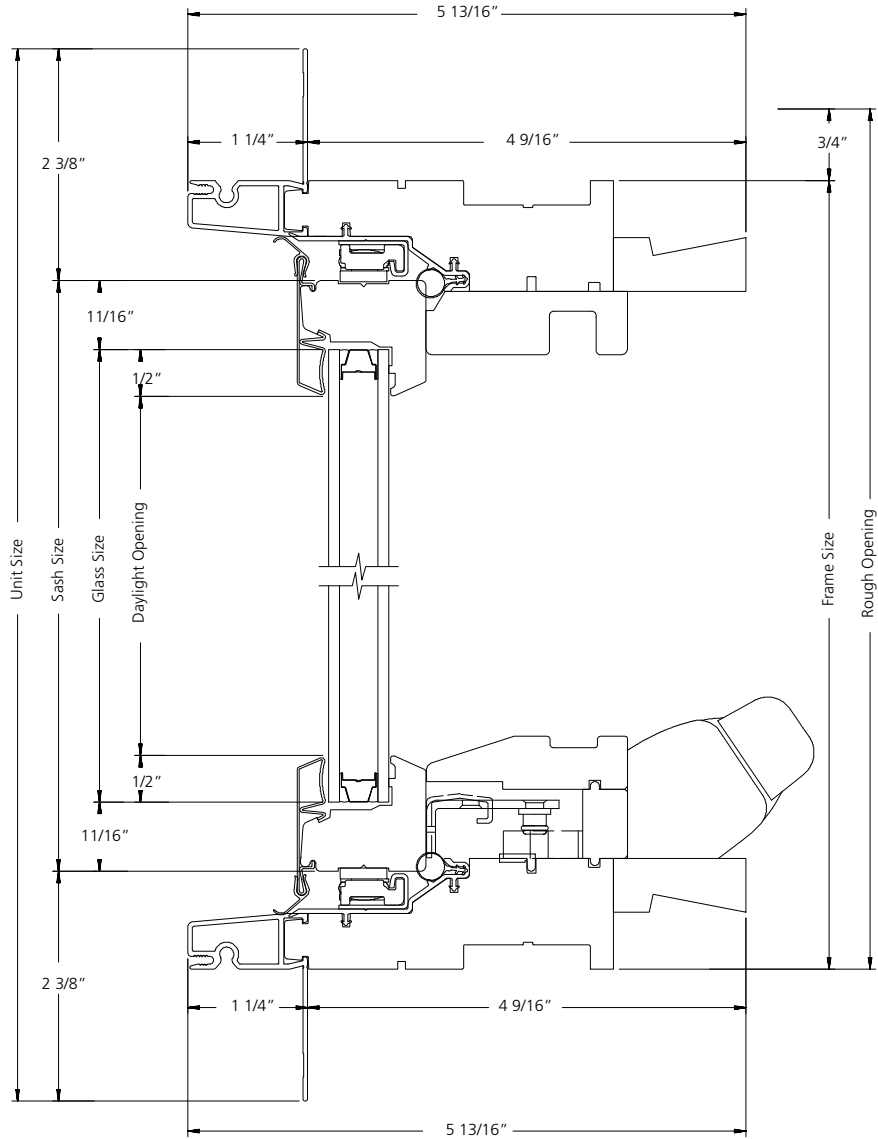 5 13/16”
1 1/4”
4 9/16”
3/4”
2 3/8”
11/16”
1/2”
Unit Size
Sash Size
Glass Size
Daylight Opening
Frame Size
Rough Opening
1/2”
11/16”
2 3/8”
1 1/4”
4 9/16”
5 13/16”